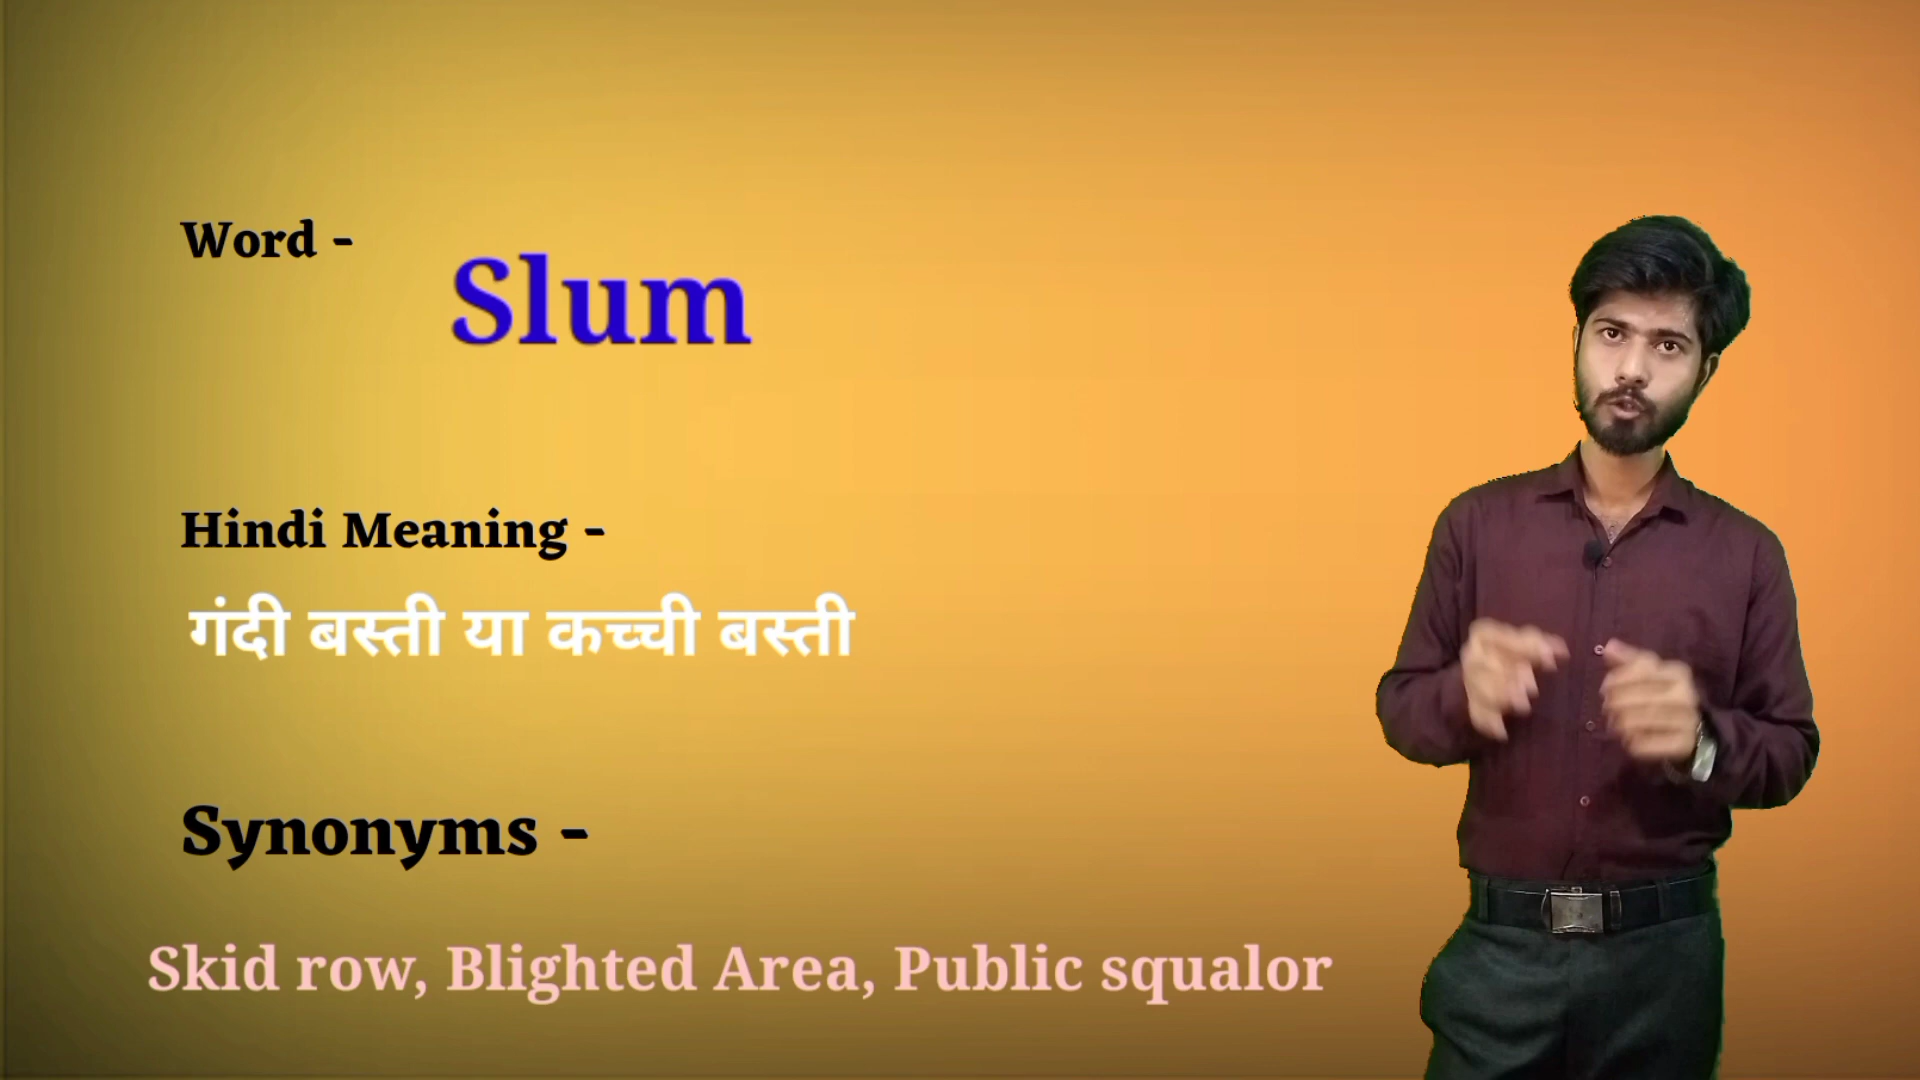 Word -
Slum
Hindi Meaning -
गंदी बस्ती या कच्ची बस्ती
Synonyms -
Skid row, Blighted Area, Public squalor